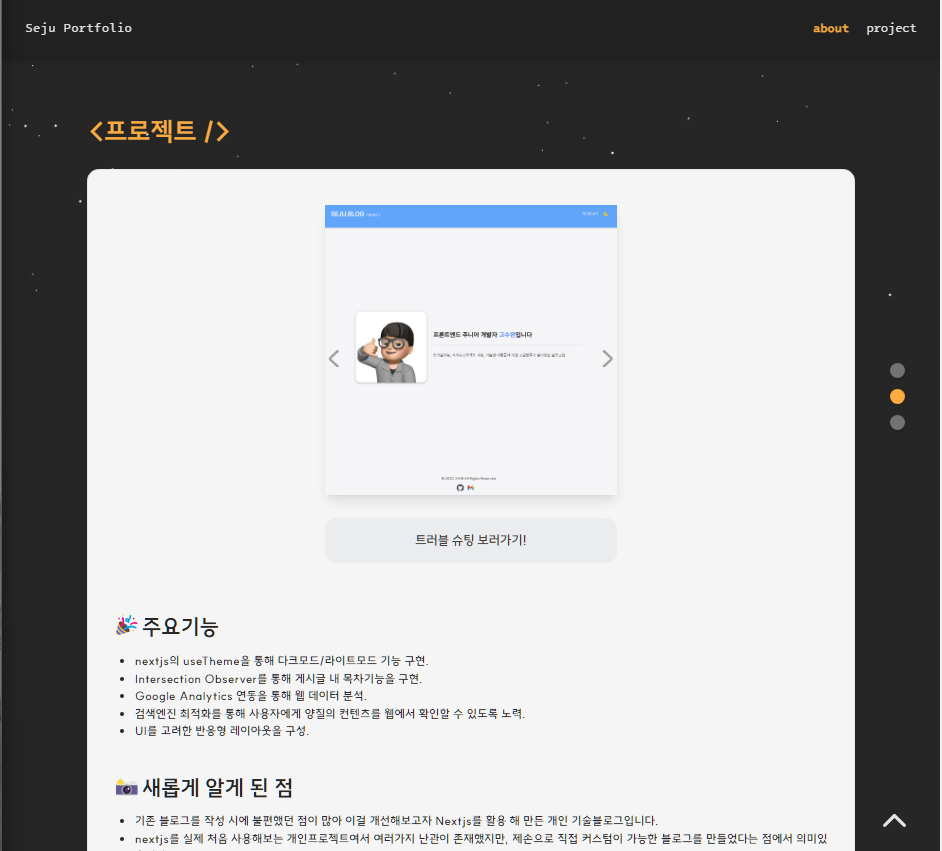 Seju Portfolio
about
project
<프로젝트 />
SEJU.BLOG
프론트엔드 주니어 개발자 고수완입니다
트러블 슈팅 보러가기!
🎉 주요기능
• nextjs의 useTheme을 통해 다크모드/라이트모드 기능 구현.
• Intersection Observer를 통해 게시글 내 목차기능을 구현.
• Google Analytics 연동을 통해 웹 데이터 분석.
• 검색엔진 최적화를 통해 사용자에게 양질의 컨텐츠를 웹에서 확인할 수 있도록 노력.
• UI를 고려한 반응형 레이아웃을 구성.
📸 새롭게 알게 된 점
• 기존 블로그를 작성 시에 불편했던 점이 많아 이걸 개선해보고자 Nextjs를 활용 해 만든 개인 기술블로그입니다.
• nextjs를 실제 처음 사용해보는 개인프로젝트여서 여러가지 난관이 존재했지만, 제손으로 직접 커스텀이 가능한 블로그를 만들었다는 점에서 의미있